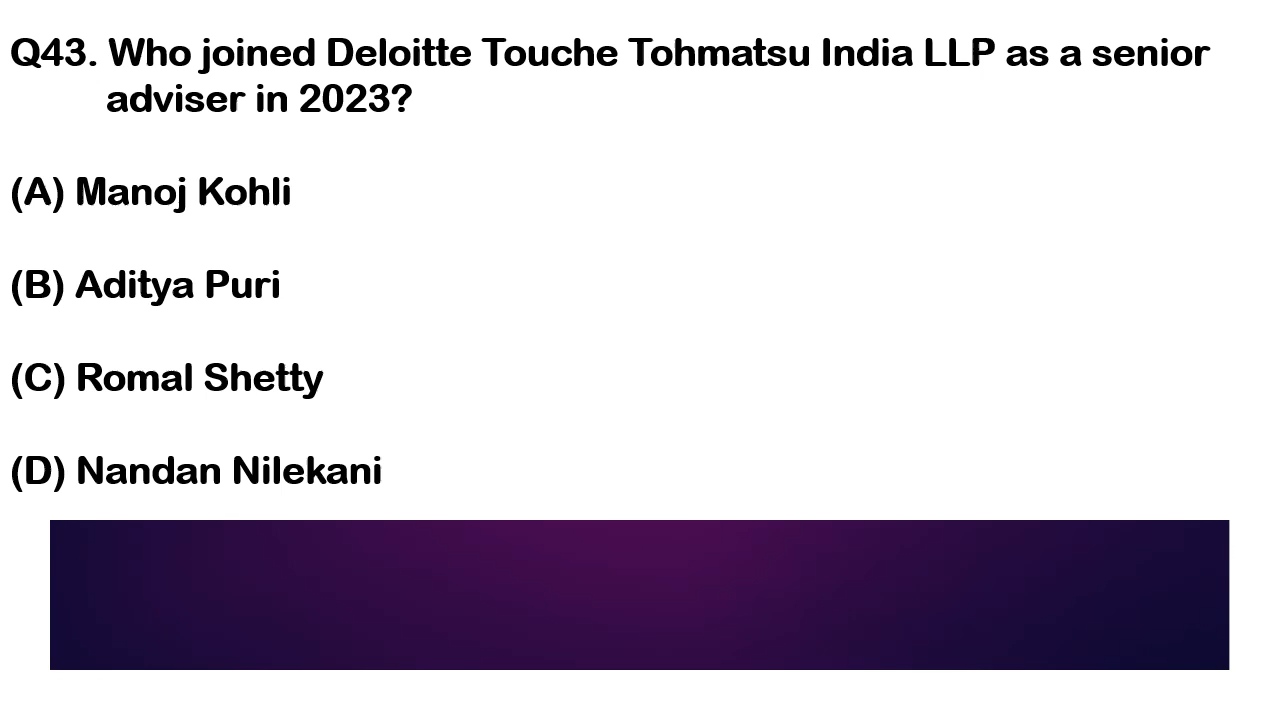 Q43. Who joined Deloitte Touche Tohmatsu India LLP as a senior
adviser in 2023?
(A) Manoj Kohli
(B) Aditya Puri
(C) Romal Shetty
(D) Nandan Nilekani